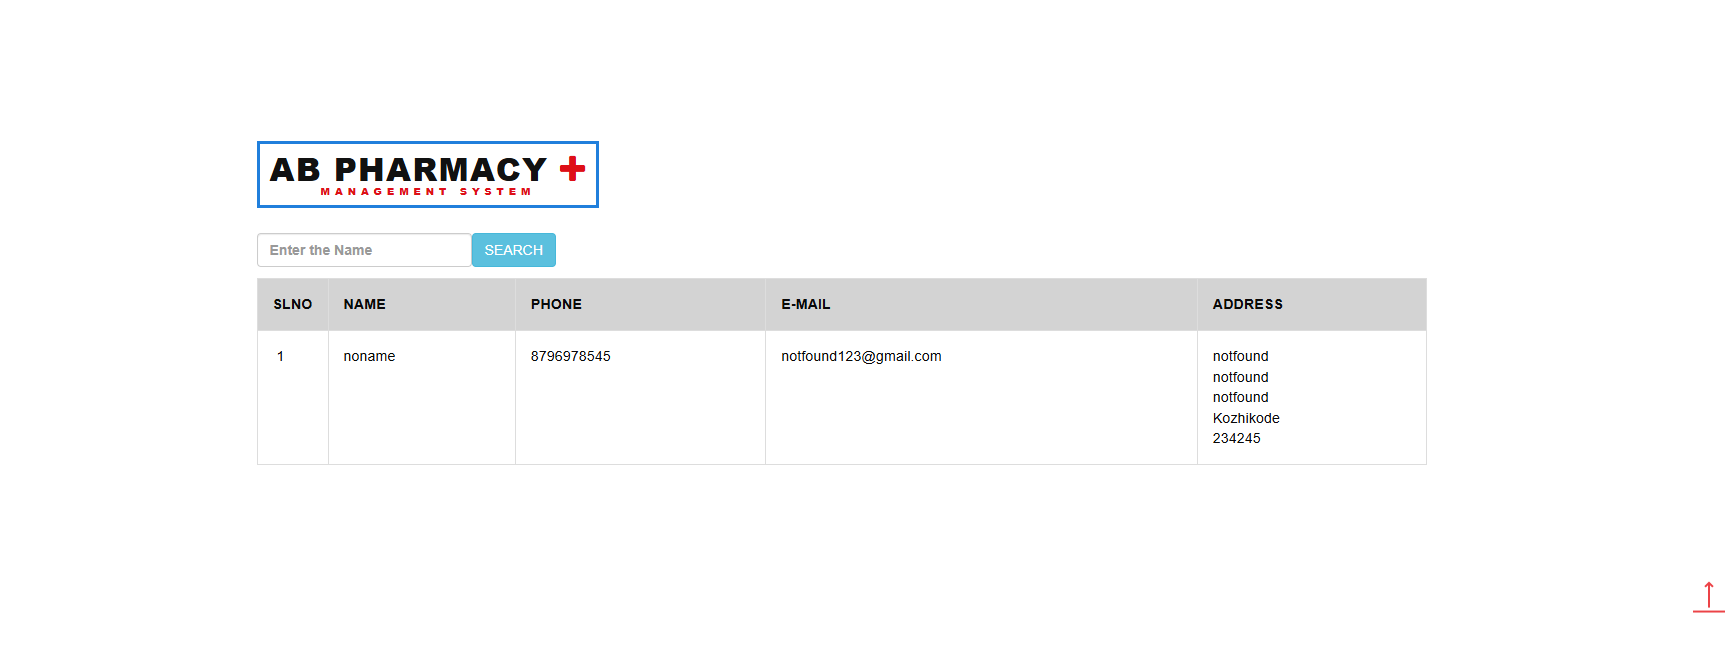 AB PHARMACY
MANAGEMENT SYSTEM
Enter the Name SEARCH
SLNO NAME PHONE E-MAIL ADDRESS
1 noname 8796978545 notfound123@gmail.com notfound
notfound
notfound
Kozhikode
234245